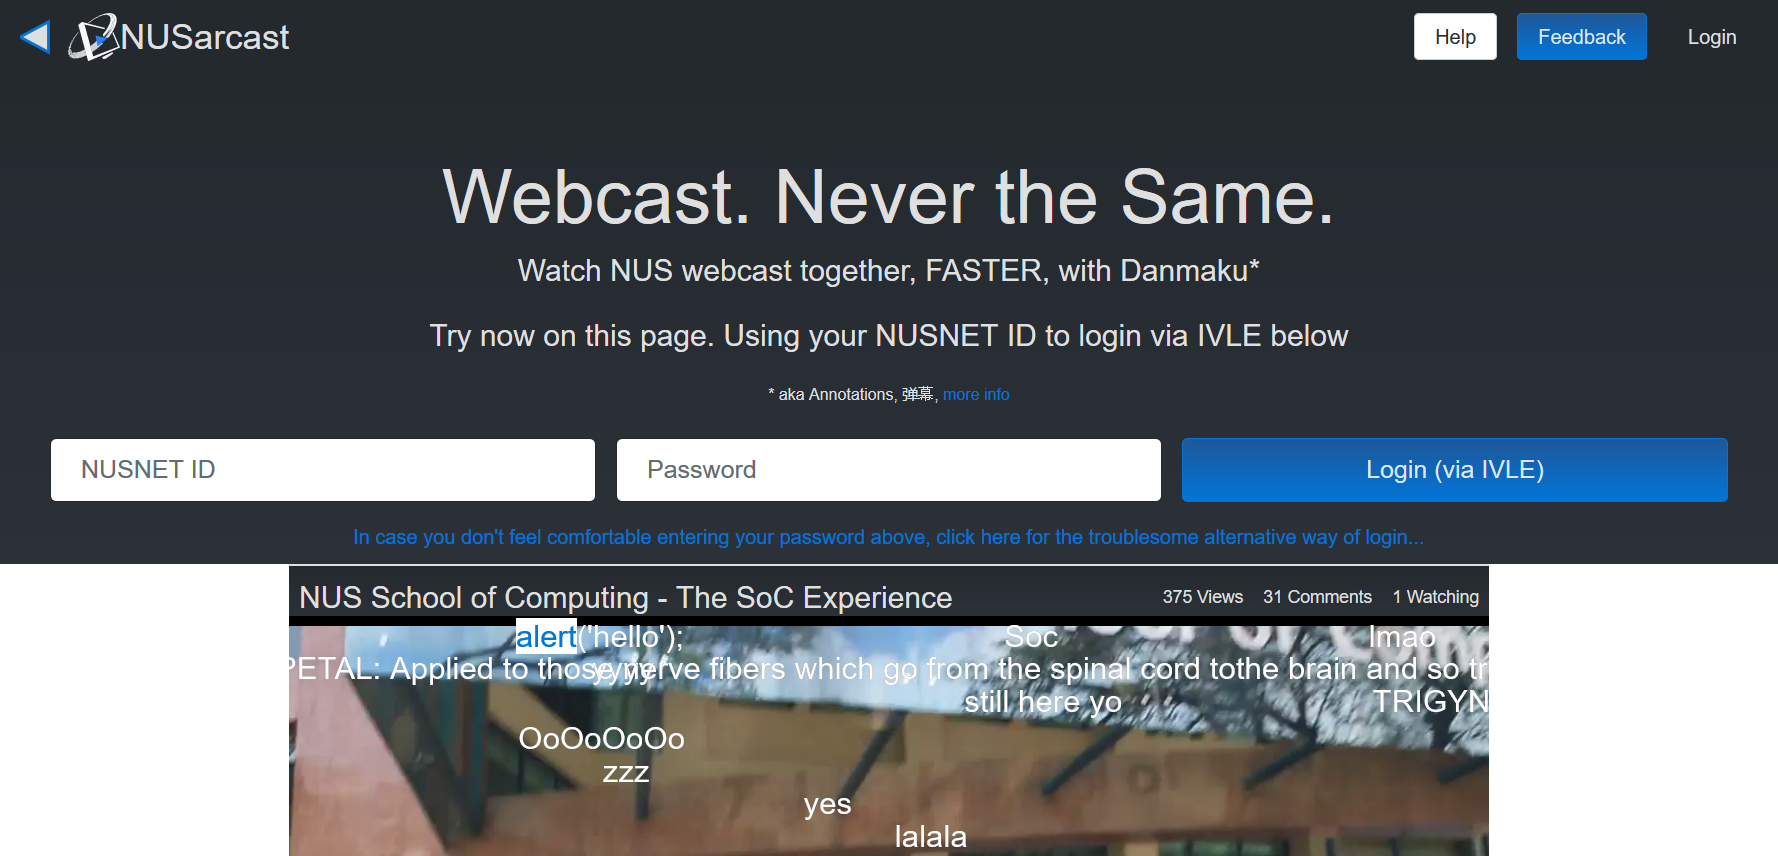 NUSarcast
Help
Feedback
Login
Webcast. Never the Same.
Watch NUS webcast together, FASTER, with Danmaku*
Try now on this page. Using your NUSNET ID to login via IVLE below
* aka Annotations, 弹幕, more info
NUSNET ID
Password
Login (via IVLE)
In case you don't feel comfortable entering your password above, click here for the troublesome alternative way of login...
NUS School of Computing - The SoC Experience
375 Views
31 Comments
1 Watching
alert('hello');
Soc
lmao
PETAL: Applied to those nerve fibers which go from the spinal cord tothe brain and so tr
still here yo
TRIGYN
OoOoOoOo
zzz
yes
lalala